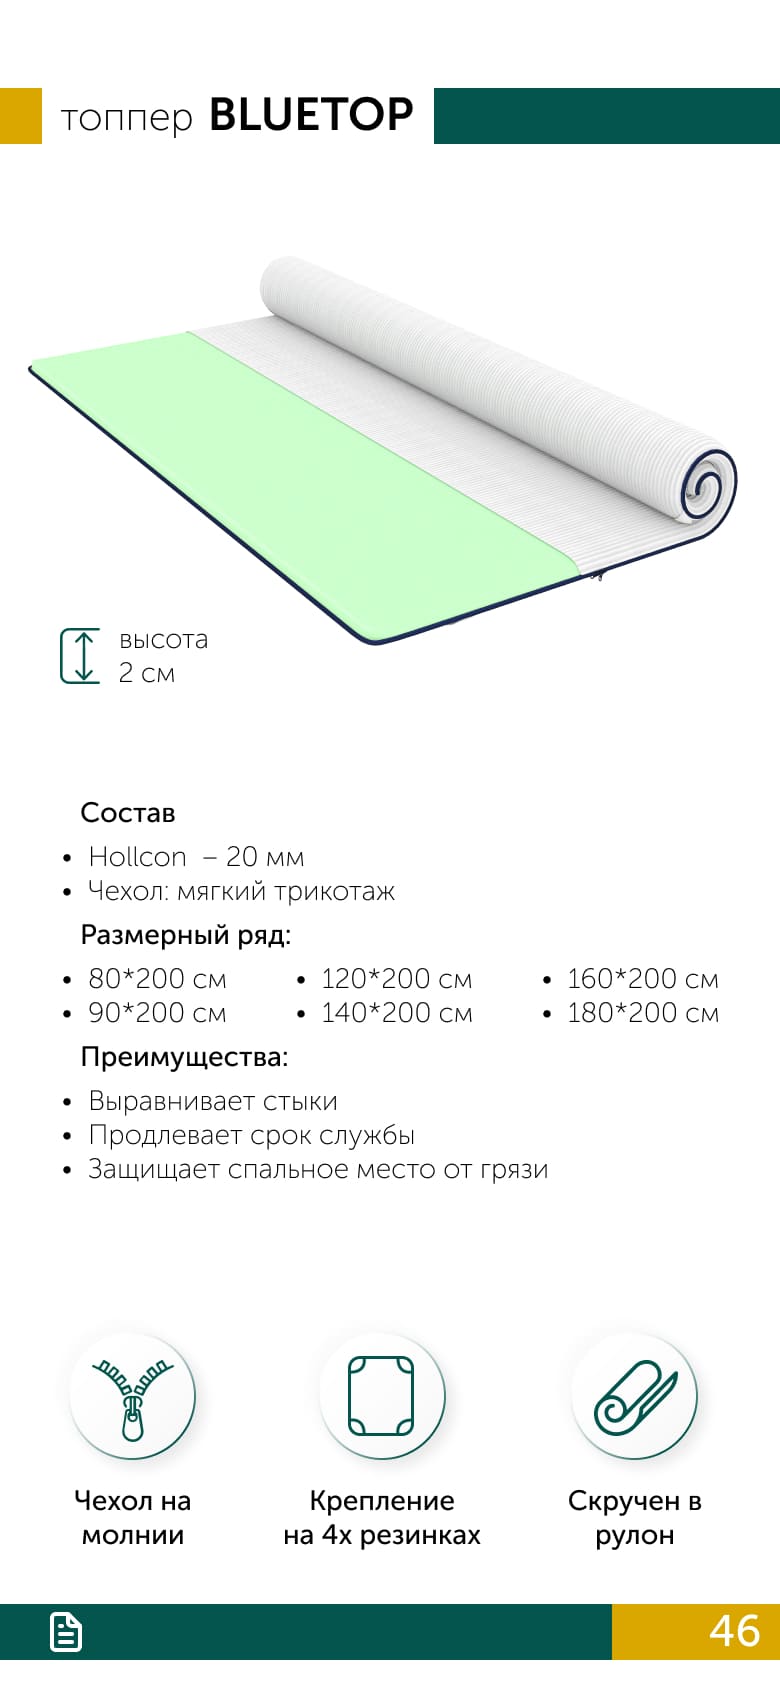 топпер BLUETOP
высота
2 см
Состав
• Hollcon – 20 мм
• Чехол: мягкий трикотаж
Размерный ряд:
• 80*200 см • 120*200 см • 160*200 см
• 90*200 см • 140*200 см • 180*200 см
Преимущества:
• Выравнивает стыки
• Продлевает срок службы
• Защищает спальное место от грязи
Чехол на
молнии
Крепление
на 4х резинках
Скручен в
рулон
46